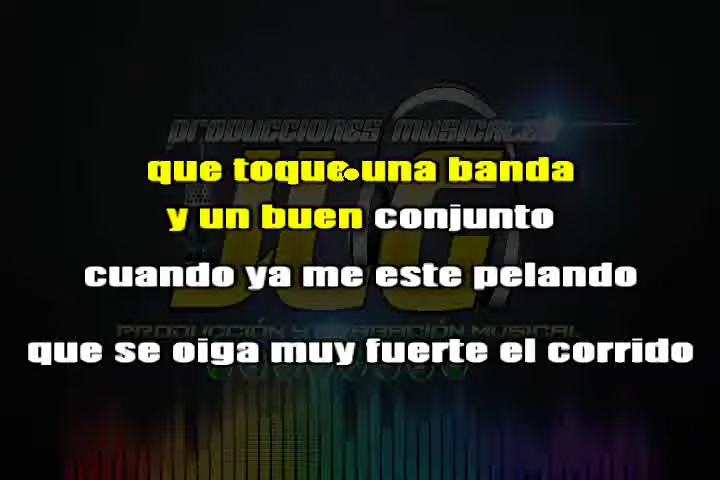 PRODUCCIONES MUSICALES
JCG
que toque una banda
y un buen conjunto
cuando ya me este pelando
PRODUCCIÓN Y GRABACIÓN MUSICAL
que se oiga muy fuerte el corrido